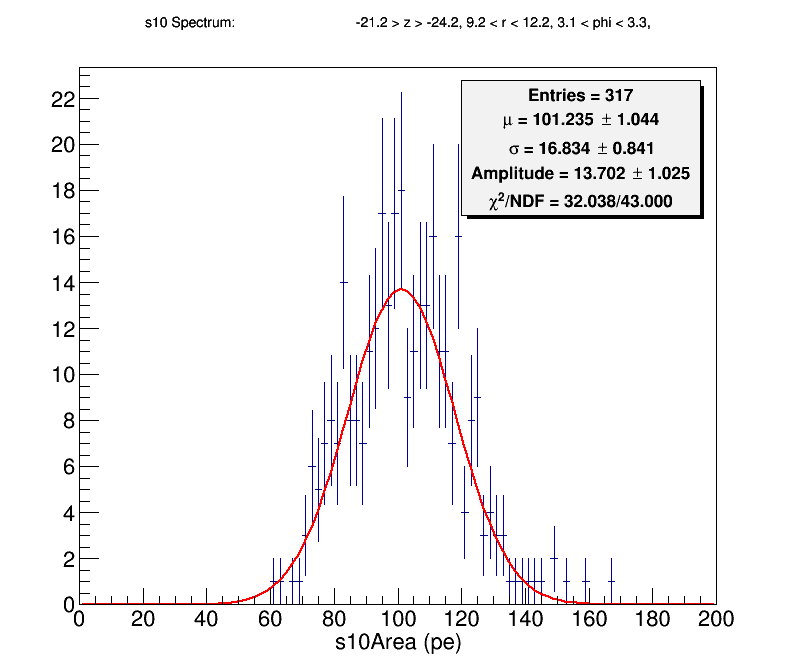 s10 Spectrum: -21.2 > z > -24.2, 9.2 < r < 12.2, 3.1 < phi < 3.3,
Entries = 317
μ = 101.235 ± 1.044
σ = 16.834 ± 0.841
Amplitude = 13.702 ± 1.025
χ²/NDF = 32.038/43.000
22
20
18
16
14
12
10
8
6
4
2
0
0 20 40 60 80 100 120 140 160 180 200
s10Area (pe)